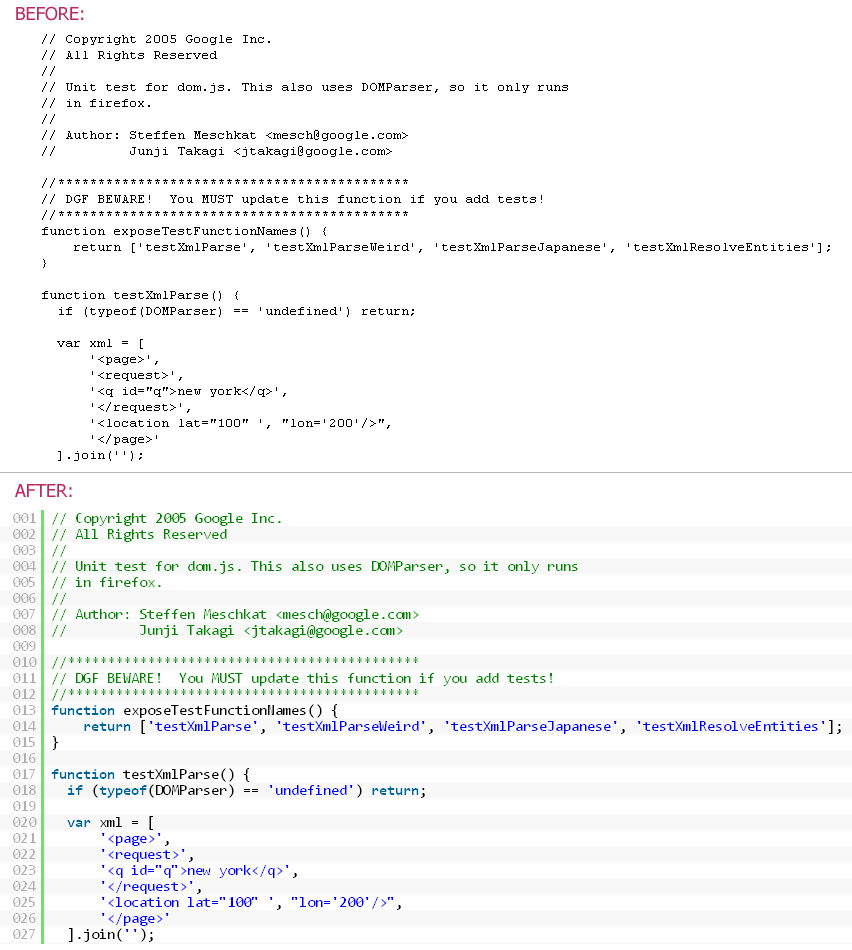 BEFORE:
// Copyright 2005 Google Inc.
// All Rights Reserved
//
// Unit test for dom.js. This also uses DOMParser, so it only runs
// in firefox.
//
// Author: Steffen Meschkat <mesch@google.com>
//         Junji Takagi <jtakagi@google.com>
//********************************************
// DGF BEWARE!  You MUST update this function if you add tests!
//********************************************
function exposeTestFunctionNames() {
    return ['testXmlParse', 'testXmlParseWeird', 'testXmlParseJapanese', 'testXmlResolveEntities'];
}
function testXmlParse() {
  if (typeof(DOMParser) == 'undefined') return;
  var xml = [
      '<page>',
      '<request>',
      '<q id="q">new york</q>',
      '</request>',
      '<location lat="100" ', "lon='200'/>",
      '</page>'
  ].join('');
AFTER:
001 // Copyright 2005 Google Inc.
002 // All Rights Reserved
003 //
004 // Unit test for dom.js. This also uses DOMParser, so it only runs
005 // in firefox.
006 //
007 // Author: Steffen Meschkat <mesch@google.com>
008 //         Junji Takagi <jtakagi@google.com>
009
010 //********************************************
011 // DGF BEWARE!  You MUST update this function if you add tests!
012 //********************************************
013 function exposeTestFunctionNames() {
014     return ['testXmlParse', 'testXmlParseWeird', 'testXmlParseJapanese', 'testXmlResolveEntities'];
015 }
016
017 function testXmlParse() {
018   if (typeof(DOMParser) == 'undefined') return;
019
020   var xml = [
021       '<page>',
022       '<request>',
023       '<q id="q">new york</q>',
024       '</request>',
025       '<location lat="100" ', "lon='200'/>",
026       '</page>'
027   ].join('');